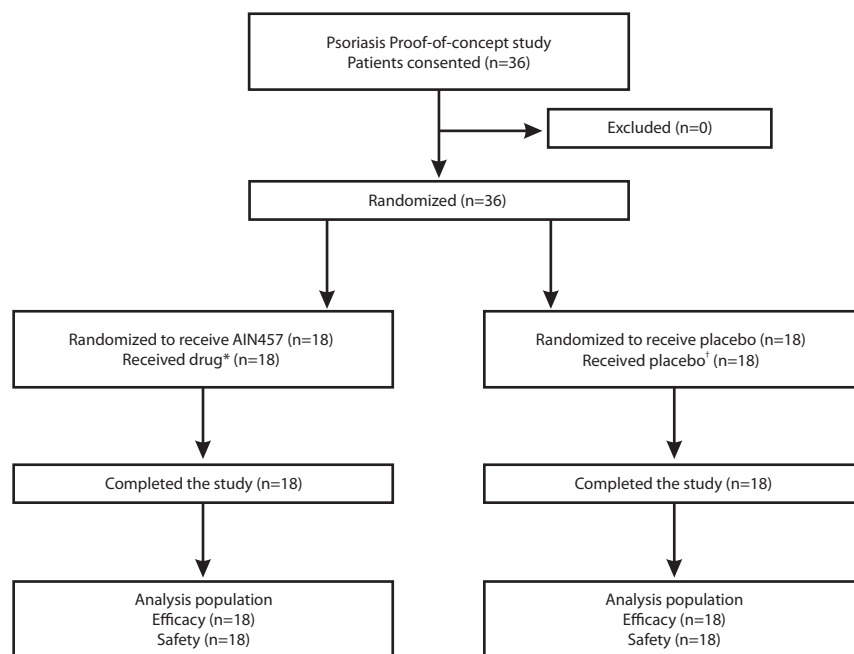 Psoriasis Proof-of-concept study
Patients consented (n=36)
Excluded (n=0)
Randomized (n=36)
Randomized to receive AIN457 (n=18)
Received drug* (n=18)
Randomized to receive placebo (n=18)
Received placebo† (n=18)
Completed the study (n=18)
Completed the study (n=18)
Analysis population
Efficacy (n=18)
Safety (n=18)
Analysis population
Efficacy (n=18)
Safety (n=18)